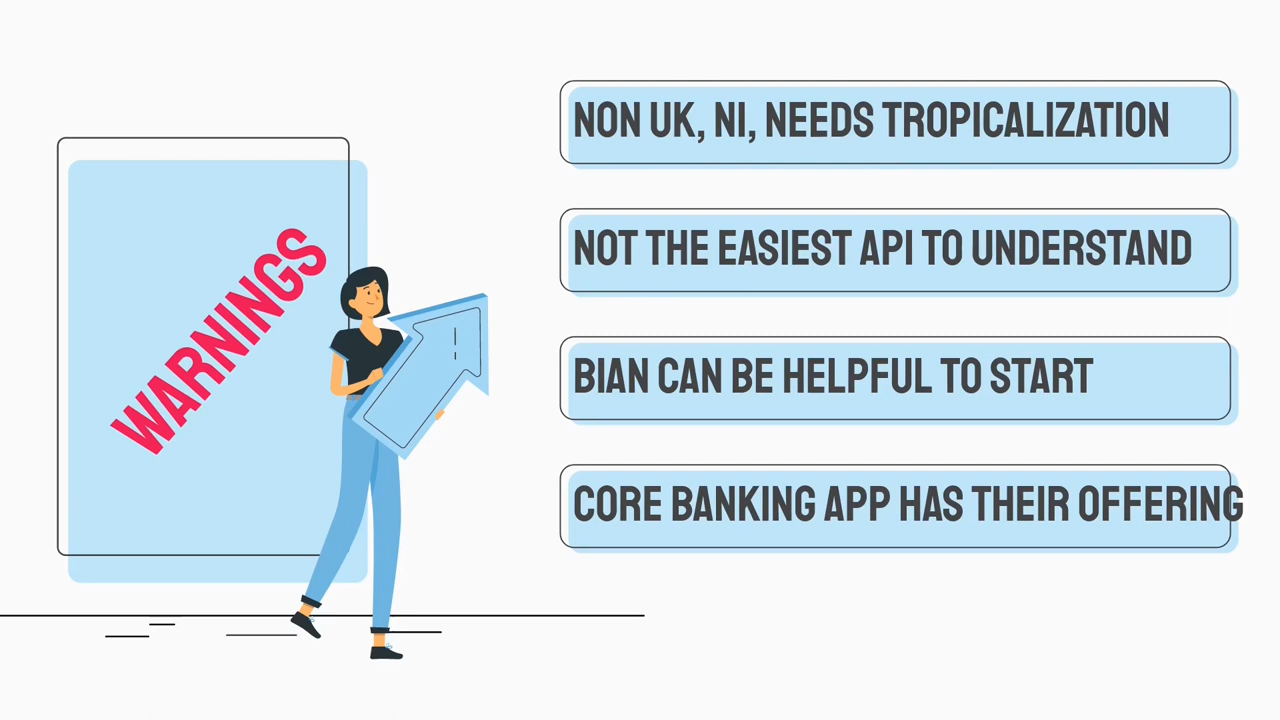 WARNINGS
NON UK, NI, NEEDS TROPICALIZATION
NOT THE EASIEST API TO UNDERSTAND
BIAN CAN BE HELPFUL TO START
CORE BANKING APP HAS THEIR OFFERING